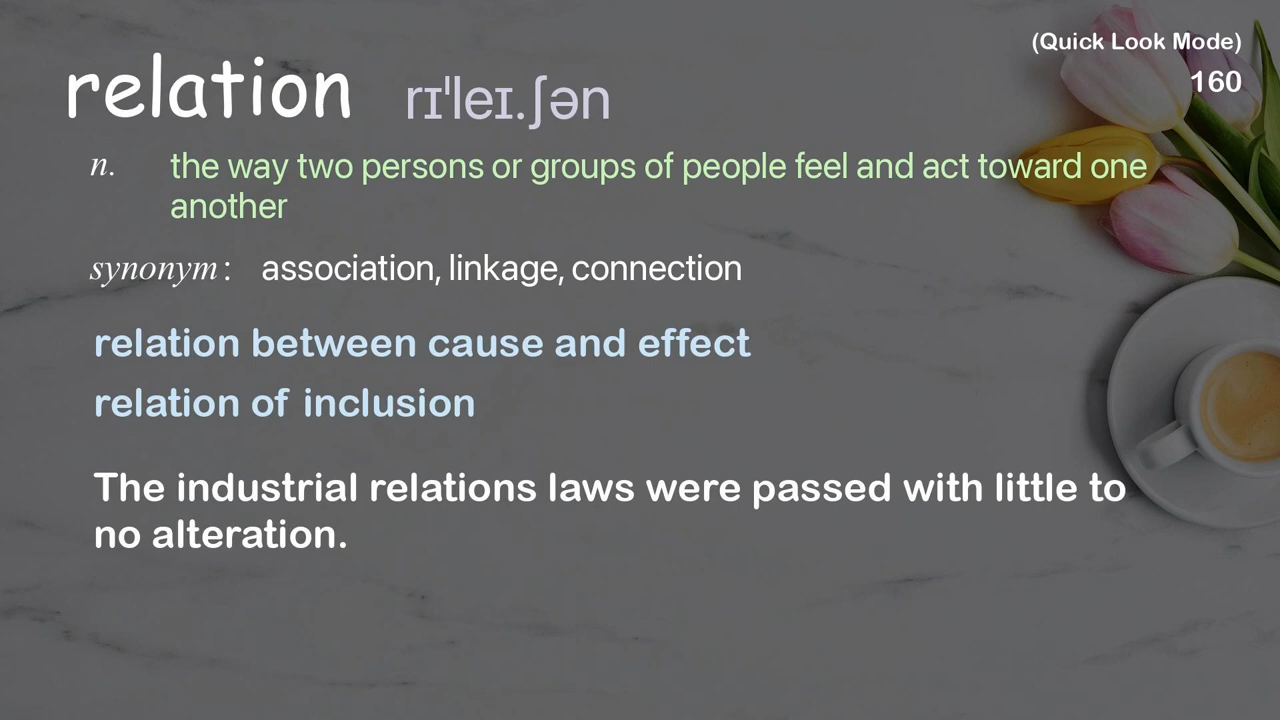 (Quick Look Mode)
160
relation rɪˈleɪ.ʃən
n. the way two persons or groups of people feel and act toward one
another
synonym: association, linkage, connection
relation between cause and effect
relation of inclusion
The industrial relations laws were passed with little to
no alteration.